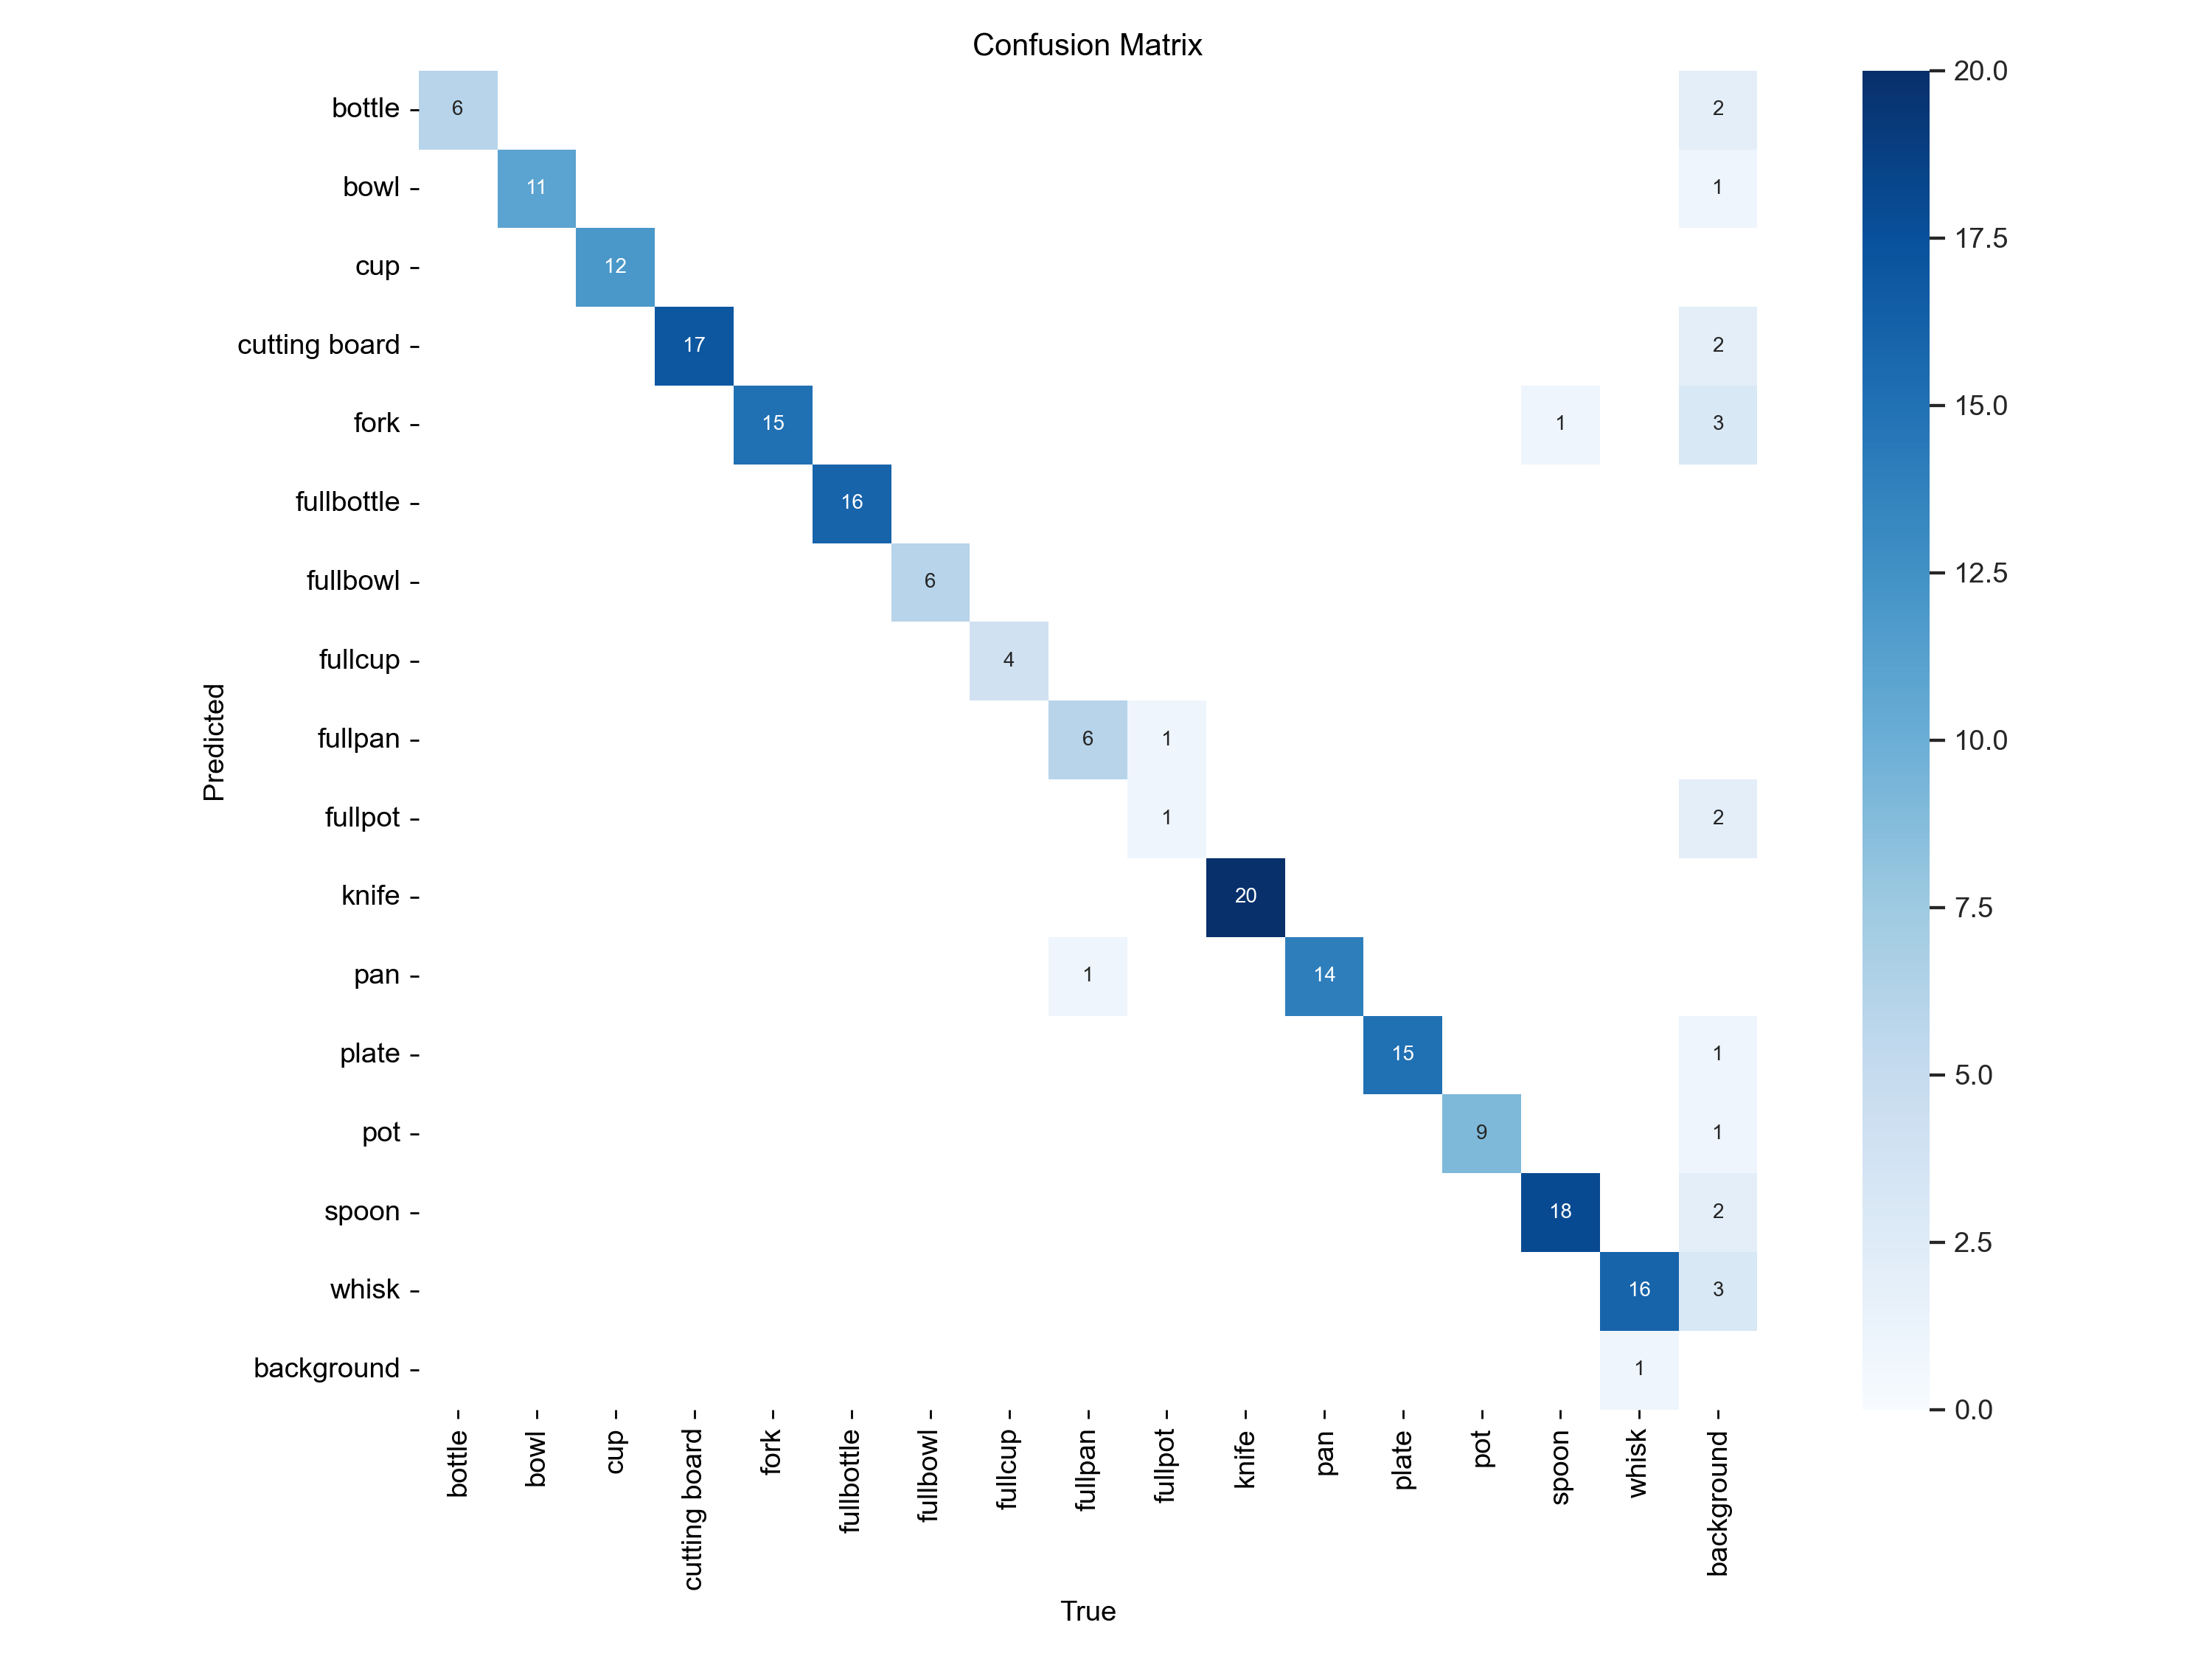 Confusion Matrix
bottle 6 2
bowl 11 1
cup 12
cutting board 17 2
fork 15 1 3
fullbottle 16
fullbowl 6
fullcup 4
fullpan 6 1
fullpot 1 2
knife 20
pan 1 14
plate 15 1
pot 9 1
spoon 18 2
whisk 16 3
background 1
Predicted
bottle bowl cup cutting board fork fullbottle fullbowl fullcup fullpan fullpot knife pan plate pot spoon whisk background
True
20.0
17.5
15.0
12.5
10.0
7.5
5.0
2.5
0.0